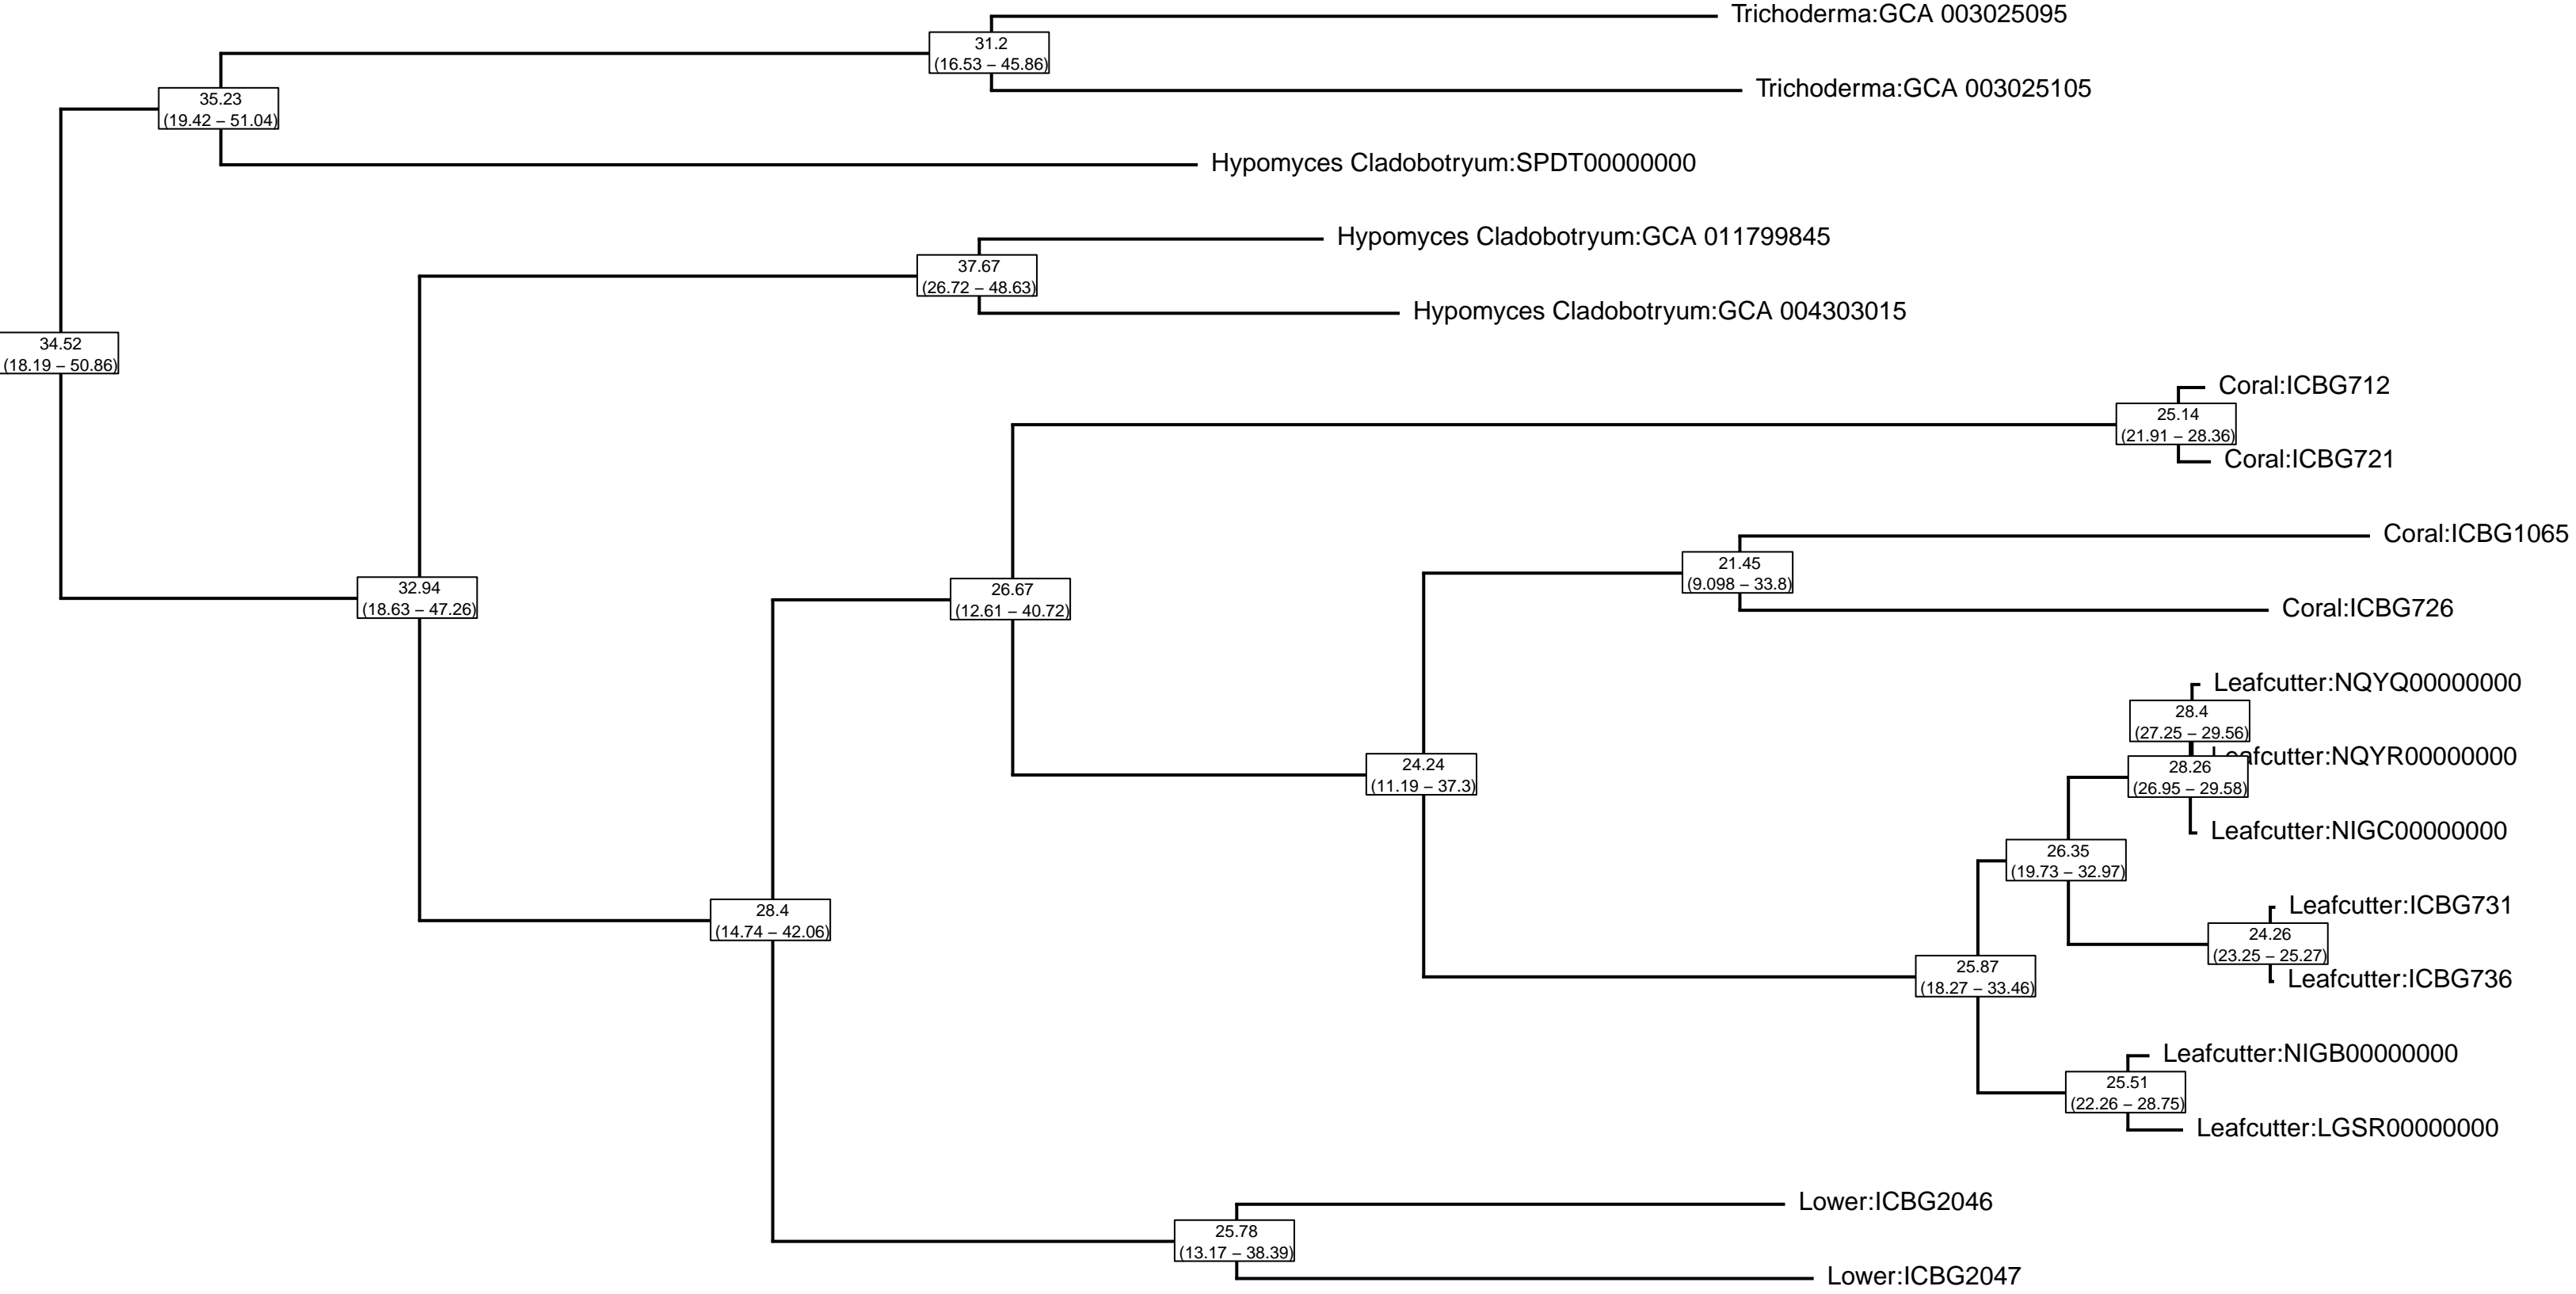 Trichoderma:GCA 003025095
31.2
(16.53 – 45.86)
Trichoderma:GCA 003025105
35.23
(19.42 – 51.04)
Hypomyces Cladobotryum:SPDT00000000
Hypomyces Cladobotryum:GCA 011799845
37.67
(26.72 – 48.63)
Hypomyces Cladobotryum:GCA 004303015
34.52
(18.19 – 50.86)
Coral:ICBG712
25.14
(21.91 – 28.36)
Coral:ICBG721
Coral:ICBG1065
21.45
(9.098 – 33.8)
Coral:ICBG726
32.94
(18.63 – 47.26)
26.67
(12.61 – 40.72)
Leafcutter:NQYQ00000000
28.4
(27.25 – 29.56)
Leafcutter:NQYR00000000
24.24
(11.19 – 37.3)
28.26
(26.95 – 29.58)
Leafcutter:NIGC00000000
26.35
(19.73 – 32.97)
Leafcutter:ICBG731
28.4
(14.74 – 42.06)
24.26
(23.25 – 25.27)
Leafcutter:ICBG736
25.87
(18.27 – 33.46)
Leafcutter:NIGB00000000
25.51
(22.26 – 28.75)
Leafcutter:LGSR00000000
Lower:ICBG2046
25.78
(13.17 – 38.39)
Lower:ICBG2047